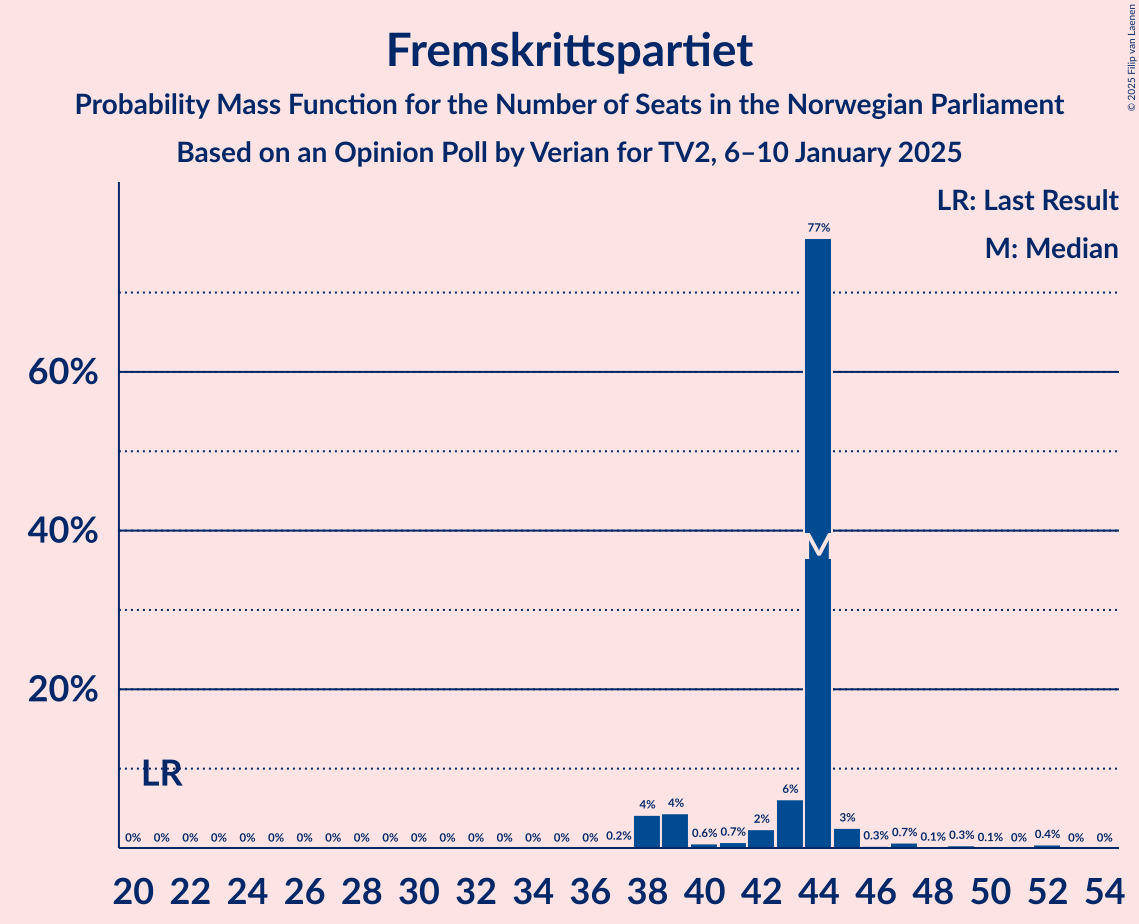 Fremskrittspartiet
Probability Mass Function for the Number of Seats in the Norwegian Parliament
Based on an Opinion Poll by Verian for TV2, 6–10 January 2025
© 2025 Filip van Laenen
LR: Last Result
M: Median
77%
60%
40%
M
20%
LR
0% 0% 0% 0% 0% 0% 0% 0% 0% 0% 0% 0% 0% 0% 0% 0% 0% 0.2% 4% 4% 0.6% 0.7% 2% 6% 3% 0.3% 0.7% 0.1% 0.3% 0.1% 0% 0.4% 0% 0%
20 22 24 26 28 30 32 34 36 38 40 42 44 46 48 50 52 54